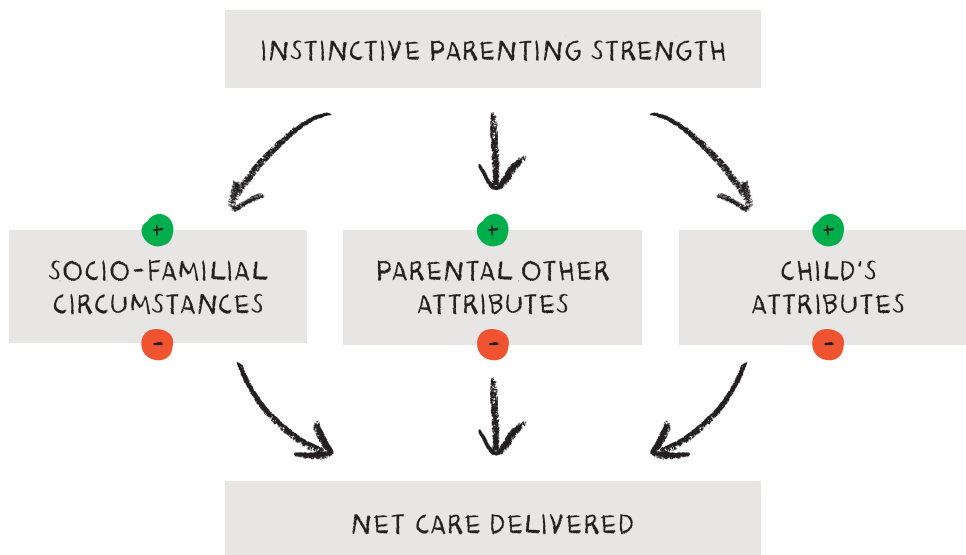 INSTINCTIVE PARENTING STRENGTH
+
+
+
SOCIO-FAMILIAL
CIRCUMSTANCES
PARENTAL OTHER
ATTRIBUTES
CHILD'S
ATTRIBUTES
-
-
-
NET CARE DELIVERED